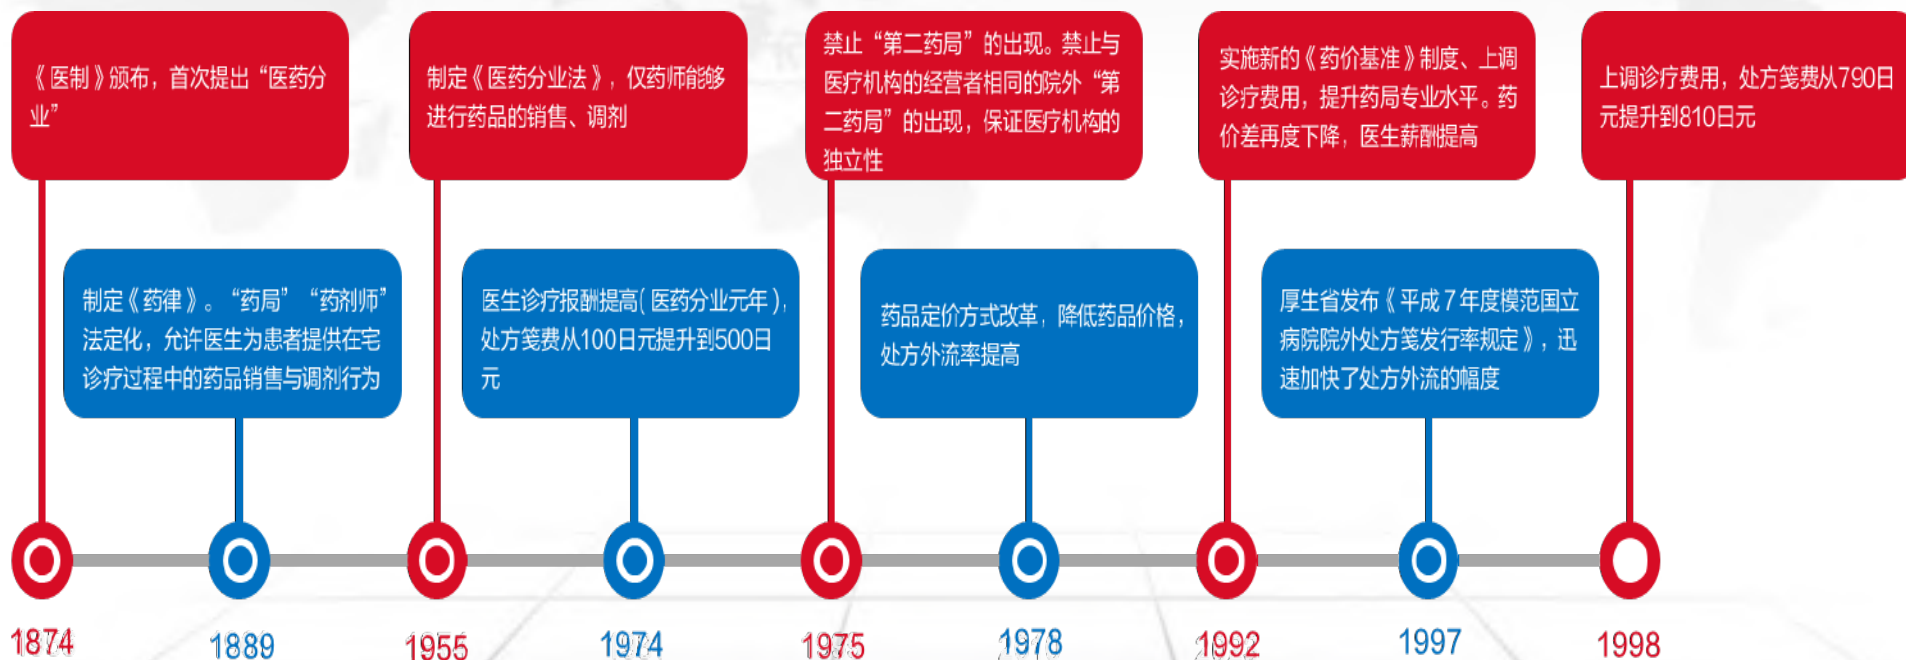 《医制》颁布，首次提出“医药分
业”
制定《医药分业法》，仅药师能够
进行药品的销售、调剂
禁止“第二药局”的出现。禁止与
医疗机构的经营者相同的院外“第
二药局”的出现，保证医疗机构的
独立性
实施新的《药价基准》制度、上调
诊疗费用，提升药局专业水平。药
价差再度下降，医生薪酬提高
上调诊疗费用，处方笺费从790日
元提升到810日元
制定《药律》。“药局”“药剂师”
法定化，允许医生为患者提供在宅
诊疗过程中的药品销售与调剂行为
医生诊疗报酬提高(医药分业元年)，
处方笺费从100日元提升到500日
元
药品定价方式改革，降低药品价格，
处方外流率提高
厚生省发布《平成7年度模范国立
病院院外处方笺发行率规定》，迅
速加快了处方外流的幅度
1874
1889
1955
1974
1975
1978
1992
1997
1998